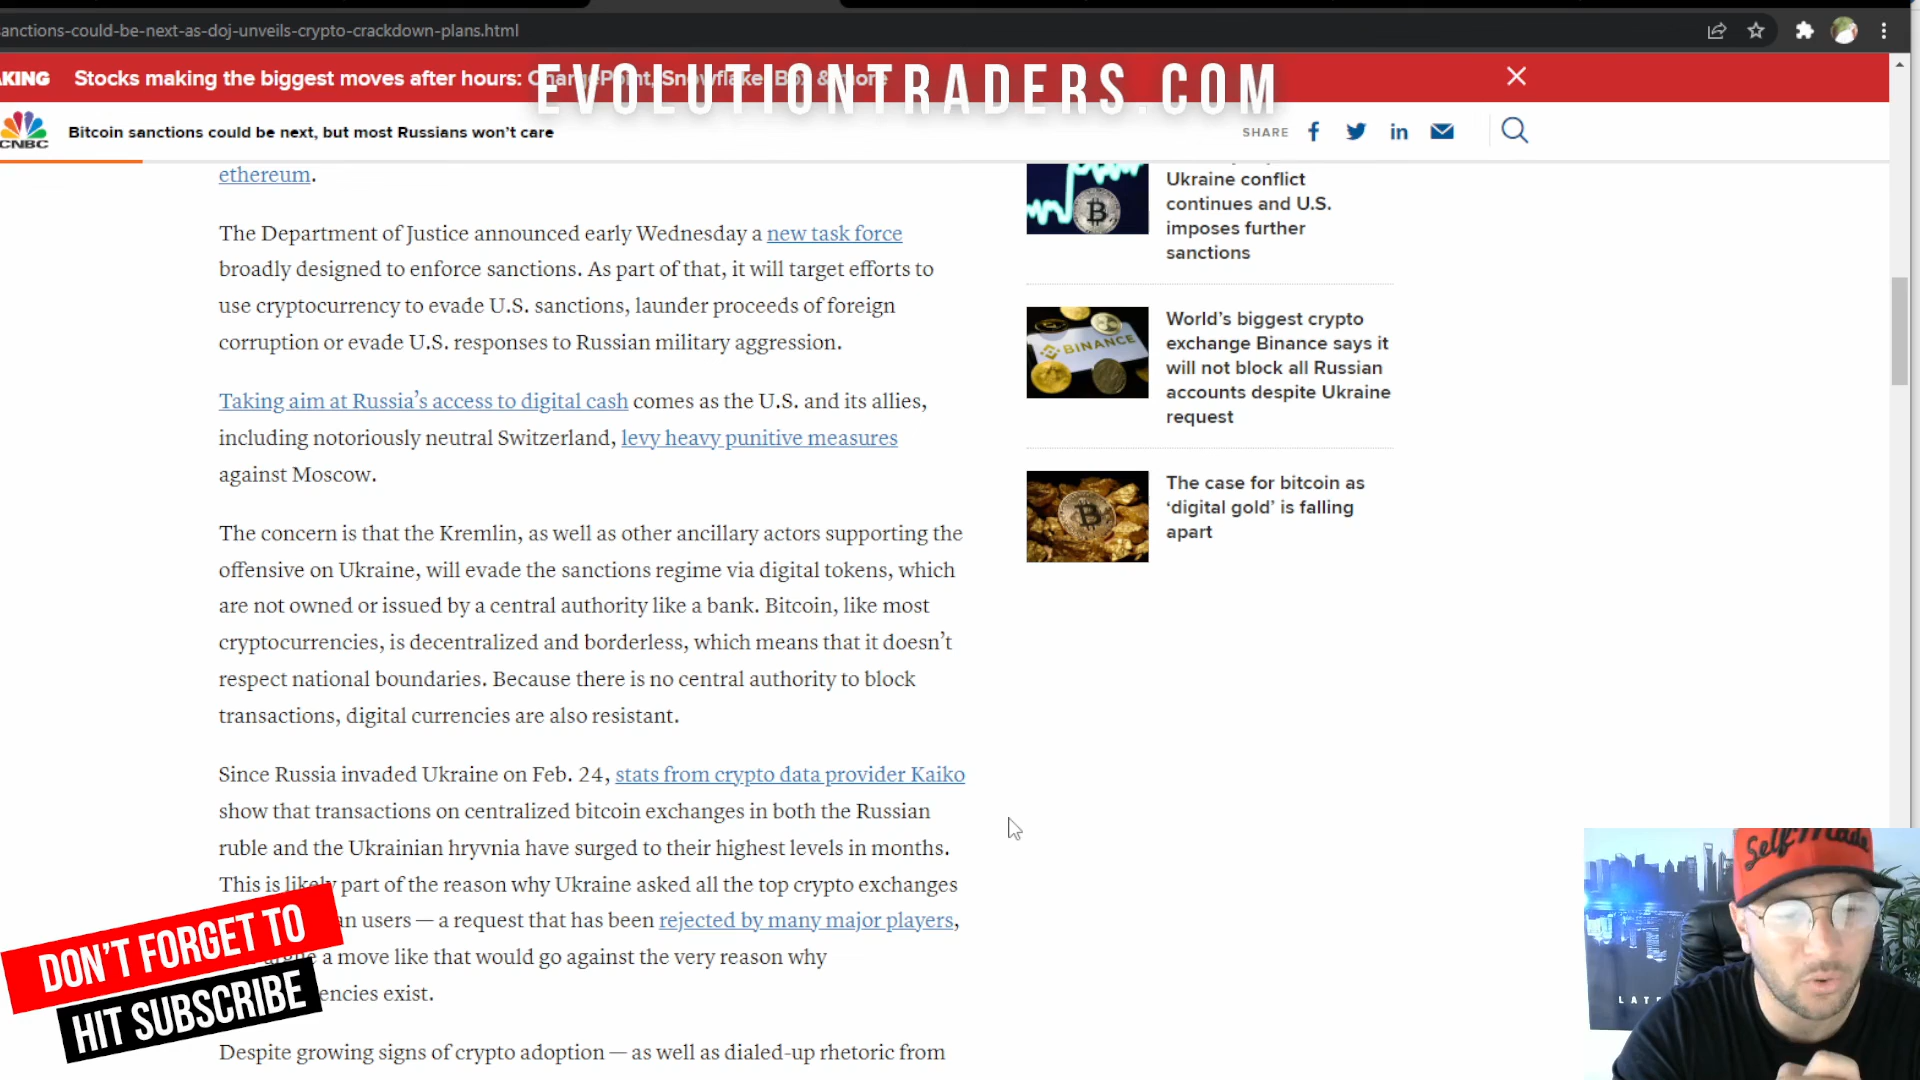 anctions-could-be-next-as-doj-unveils-crypto-crackdown-plans.html
AKING Stocks making the biggest moves after hours: ChargePoint, Snowflake, Box & more
EVOLUTIONTRADERS.COM
CNBC
Bitcoin sanctions could be next, but most Russians won’t care
SHARE
ethereum.
The Department of Justice announced early Wednesday a new task force
broadly designed to enforce sanctions. As part of that, it will target efforts to
use cryptocurrency to evade U.S. sanctions, launder proceeds of foreign
corruption or evade U.S. responses to Russian military aggression.
Taking aim at Russia’s access to digital cash comes as the U.S. and its allies,
including notoriously neutral Switzerland, levy heavy punitive measures
against Moscow.
The concern is that the Kremlin, as well as other ancillary actors supporting the
offensive on Ukraine, will evade the sanctions regime via digital tokens, which
are not owned or issued by a central authority like a bank. Bitcoin, like most
cryptocurrencies, is decentralized and borderless, which means that it doesn’t
respect national boundaries. Because there is no central authority to block
transactions, digital currencies are also resistant.
Since Russia invaded Ukraine on Feb. 24, stats from crypto data provider Kaiko
show that transactions on centralized bitcoin exchanges in both the Russian
ruble and the Ukrainian hryvnia have surged to their highest levels in months.
This is likely part of the reason why Ukraine asked all the top crypto exchanges
an users — a request that has been rejected by many major players,
argue a move like that would go against the very reason why
encies exist.
Despite growing signs of crypto adoption — as well as dialed-up rhetoric from
Ukraine conflict
continues and U.S.
imposes further
sanctions
BINANCE
World’s biggest crypto
exchange Binance says it
will not block all Russian
accounts despite Ukraine
request
The case for bitcoin as
‘digital gold’ is falling
apart
DON'T FORGET TO
HIT SUBSCRIBE
Self Made
LATE